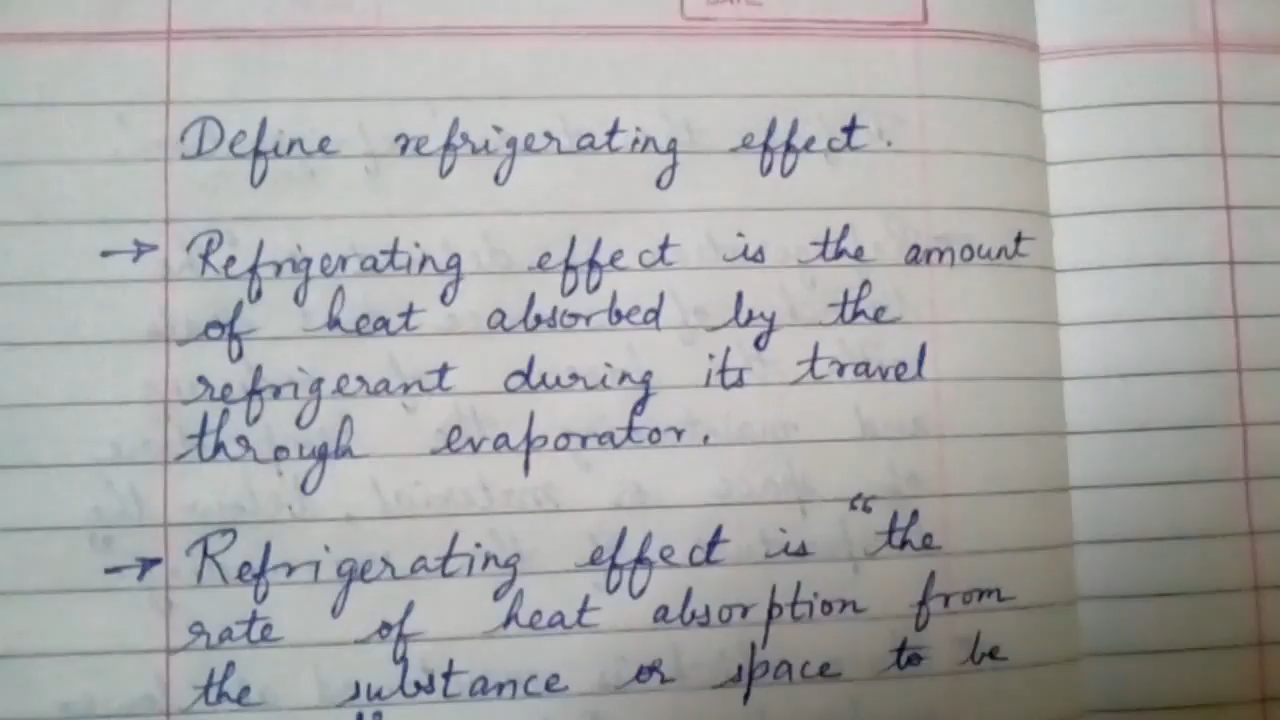 Define refrigerating effect.
→ Refrigerating effect is the amount
of heat absorbed by the
refrigerant during its travel
through evaporator.
→ Refrigerating effect is "the
rate of heat absorption from
the substance or space to be